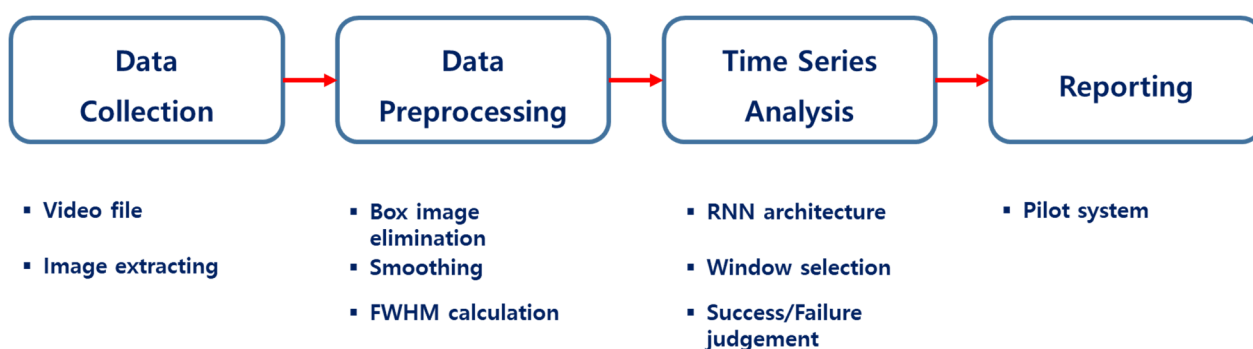 Data
Collection
Data
Preprocessing
Time Series
Analysis
Reporting
▪ Video file
▪ Image extracting
▪ Box image
elimination
▪ Smoothing
▪ FWHM calculation
▪ RNN architecture
▪ Window selection
▪ Success/Failure
judgement
▪ Pilot system